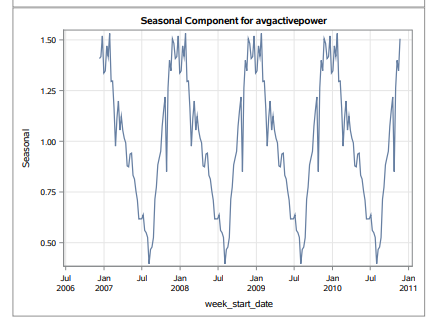 Seasonal Component for avgactivepower
1.50
1.25
1.00
0.75
0.50
Seasonal
Jul Jan Jul Jan Jul Jan Jul Jan Jul Jan
2006 2007 2008 2009 2010 2011
week_start_date